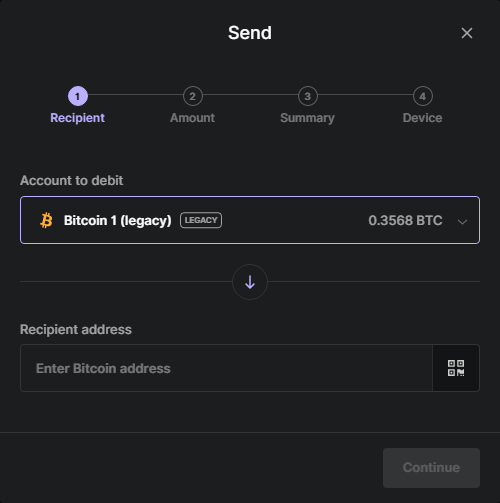 Send
1 2 3 4
Recipient Amount Summary Device
Account to debit
Bitcoin 1 (legacy) LEGACY 0.3568 BTC
Recipient address
Enter Bitcoin address
Continue